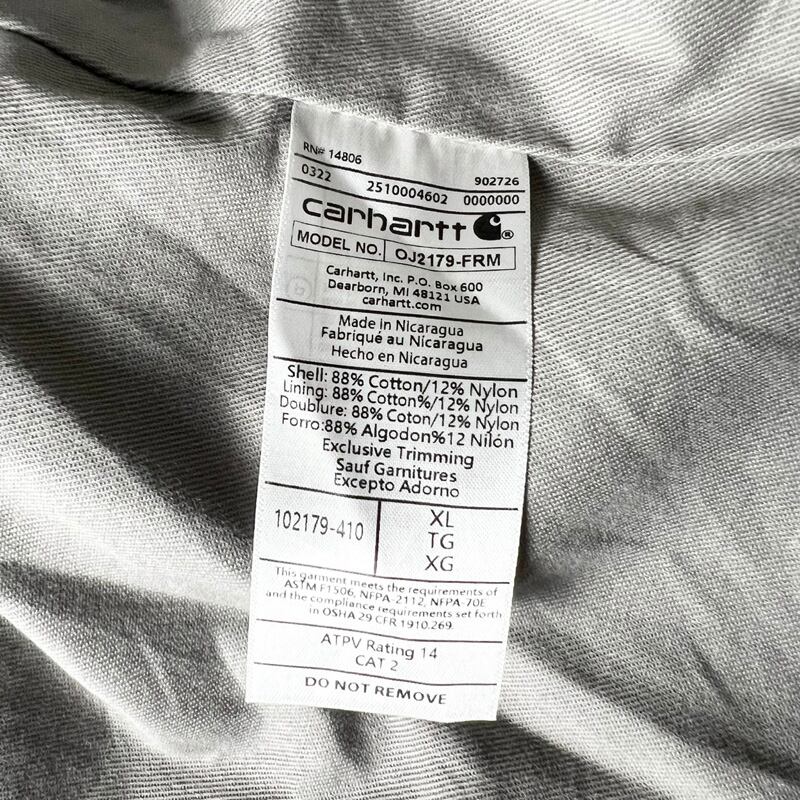 RN# 14806
902726
0322 2510004602 0000000
carhartt ®
MODEL NO. OJ2179-FRM
Carhartt, Inc. P.O. Box 600
Dearborn, MI 48121 USA
carhartt.com
Made in Nicaragua
Fabriqué au Nicaragua
Hecho en Nicaragua
Shell: 88% Cotton/12% Nylon
Lining: 88% Cotton%/12% Nylon
Doublure: 88% Coton/12% Nylon
Forro:88% Algodon%12 Nilón
Exclusive Trimming
Sauf Garnitures
Excepto Adorno
102179-410
XL
TG
XG
This garment meets the requirements of
ASTM F1506, NFPA-2112, NFPA-70E
and the compliance requirements set forth
in OSHA 29 CFR 1910.269.
ATPV Rating 14
CAT 2
DO NOT REMOVE